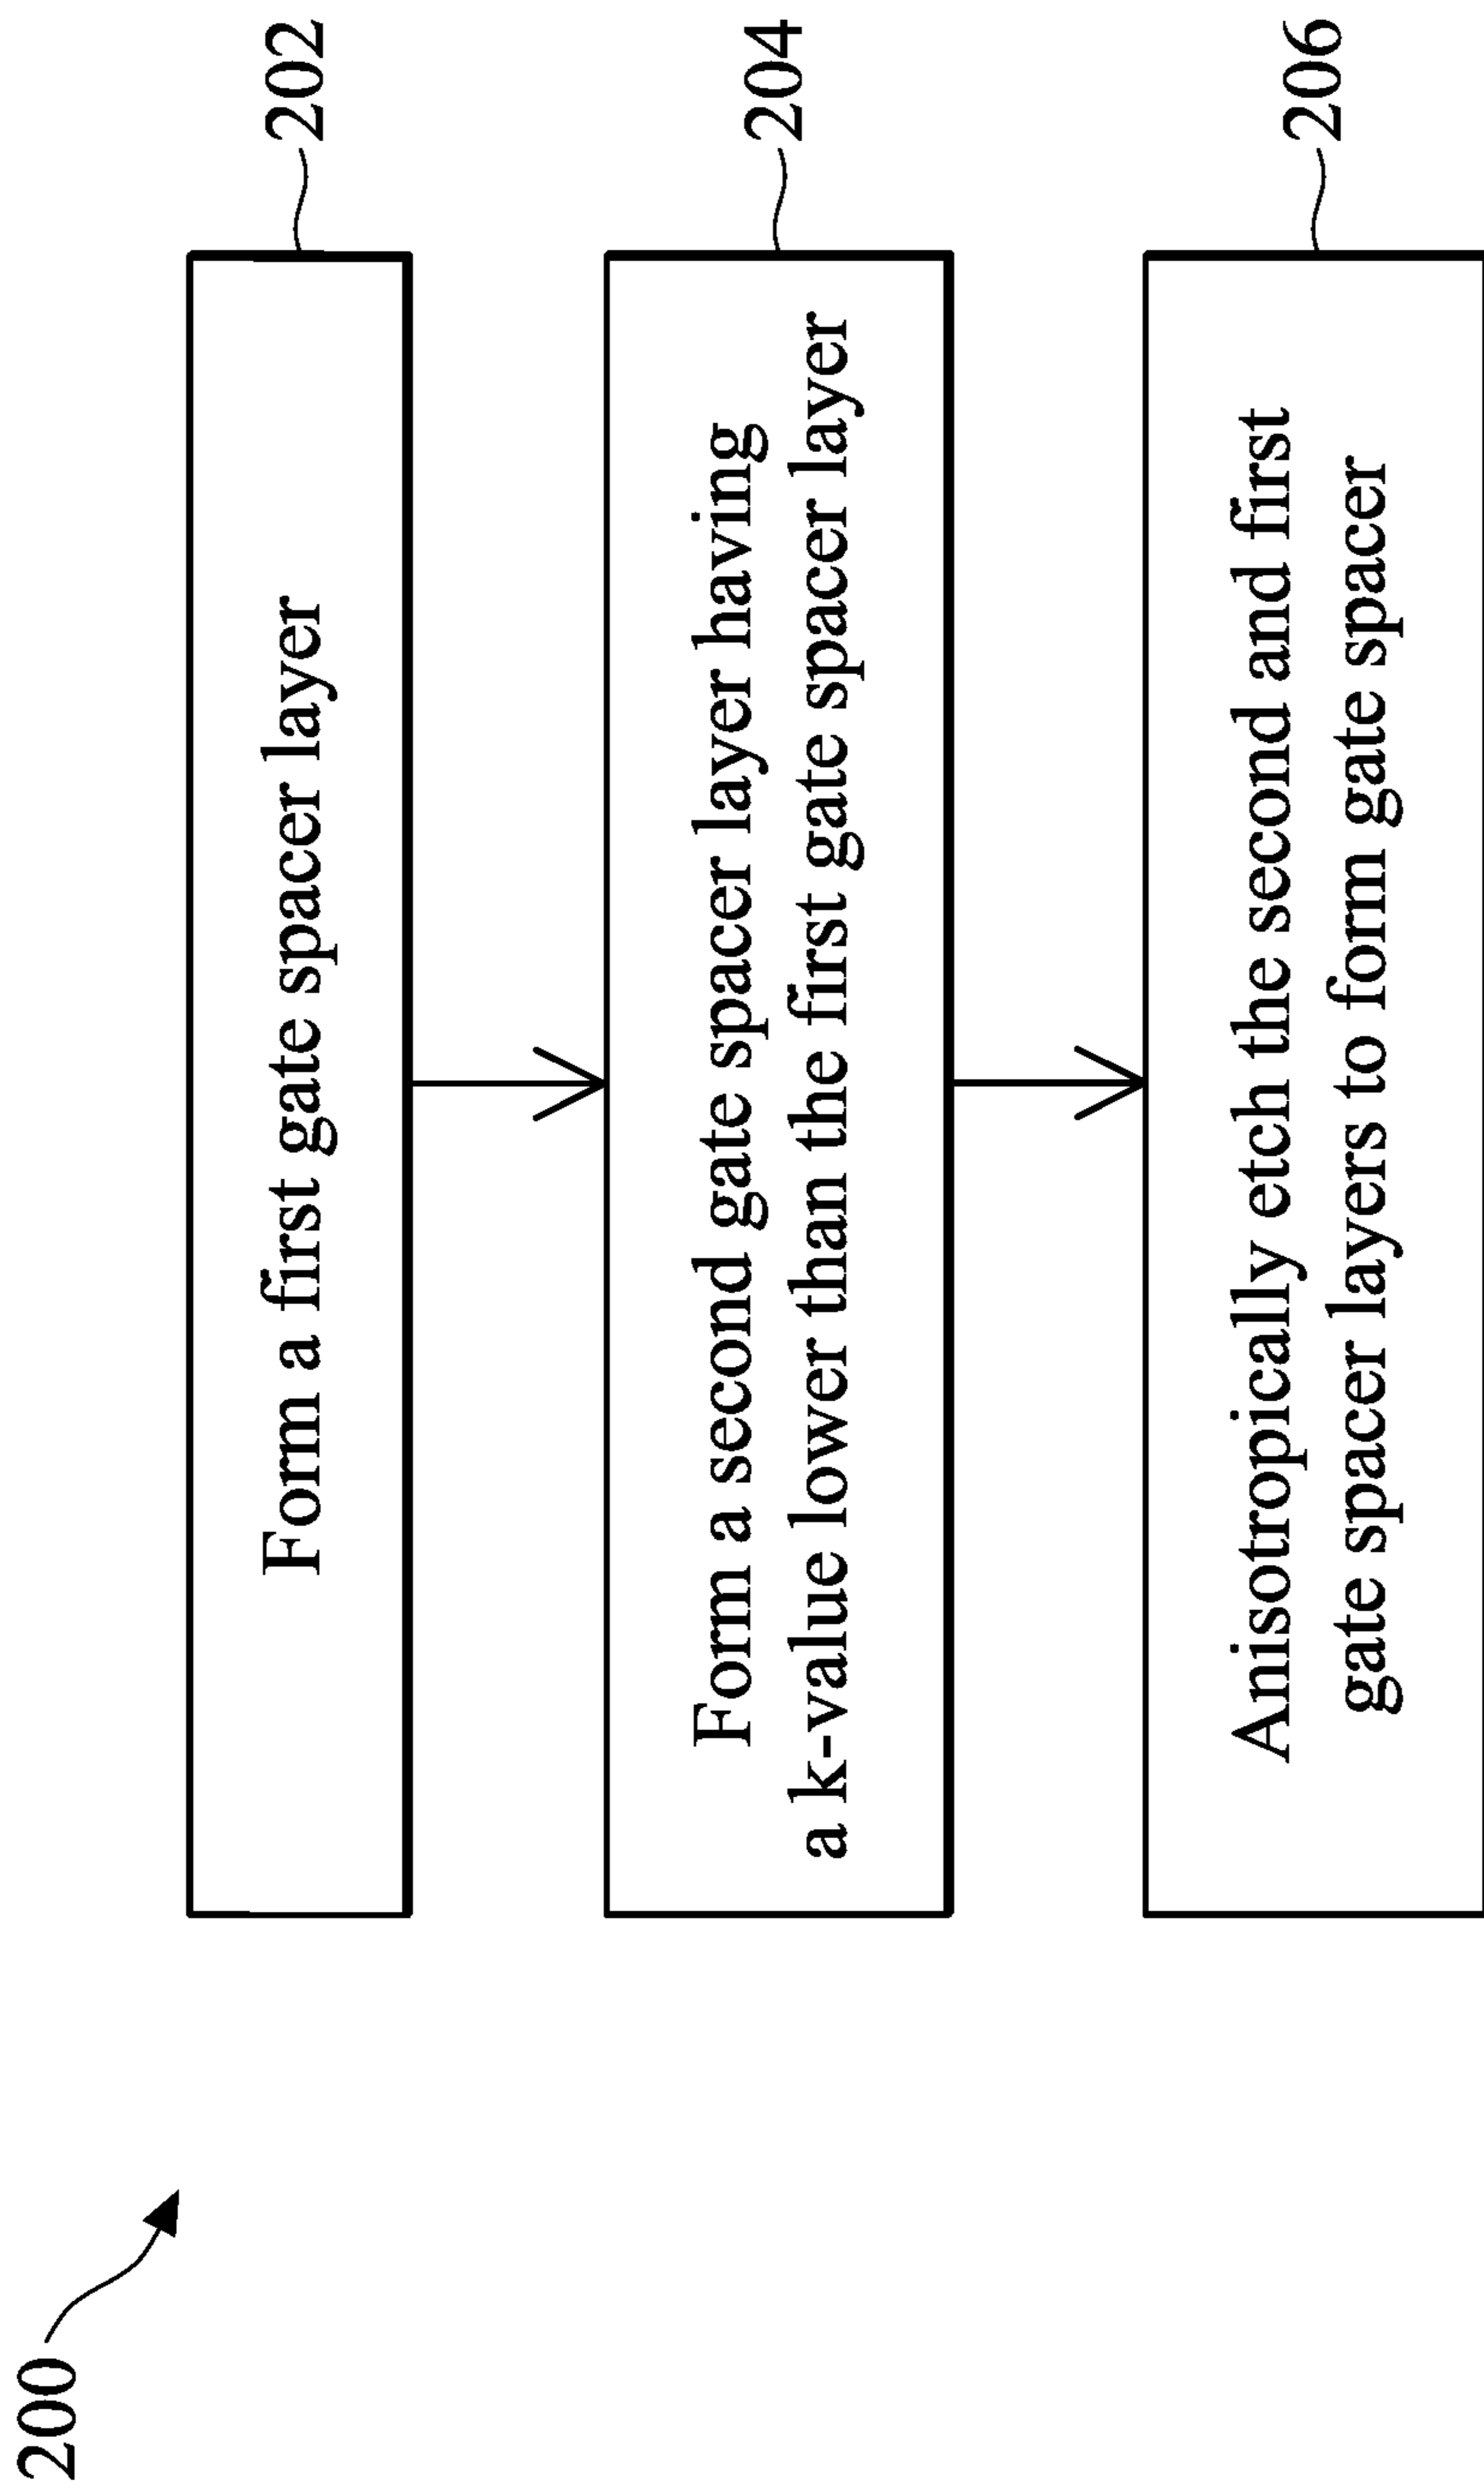 200
Form a first gate spacer layer
202
Form a second gate spacer layer having
a k-value lower than the first gate spacer layer
204
Anisotropically etch the second and first
gate spacer layers to form gate spacer
206